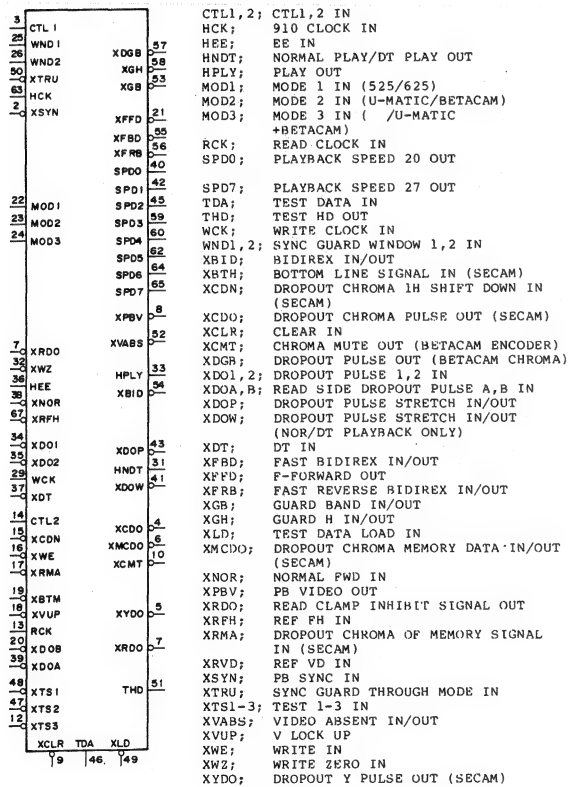 3 CTL I
25 WND I
26 WND2
50 XTRU
63 HCK
2 XSYN
22 MOD I
23 MOD2
24 MOD3
7 XRDO
32 XWZ
36 HEE
38 XNOR
67 XRFH
34 XDO1
35 XDO2
29 WCK
37 XDT
14 CTL2
15 XCDN
16 XWE
17 XRMA
19 XBTM
18 XVUP
13 RCK
20 XDOB
39 XDOA
48 XTS1
47 XTS2
12 XTS3
XDGB 57
XGH 58
XGB 53
XFFD 21
XFBD 55
XFRB 56
SPD0 40
SPD1 42
SPD2 45
SPD3 59
SPD4 60
SPD5 62
SPD6 64
SPD7 65
XPBV 8
XVABS 52
HPLY 33
XBID 54
XDOP 43
HNDT 31
XDOW 41
XCDO 4
XMCDO 6
XCMT 10
XYDO 5
XRDO 7
THD 51
XCLR TDA XLD
9 46, 49
CTL1,2; CTL1,2 IN
HCK; 910 CLOCK IN
HEE; EE IN
HNDT; NORMAL PLAY/DT PLAY OUT
HPLY; PLAY OUT
MOD1; MODE 1 IN (525/625)
MOD2; MODE 2 IN (U-MATIC/BETACAM)
MOD3; MODE 3 IN ( /U-MATIC
+BETACAM)
RCK; READ CLOCK IN
SPD0; PLAYBACK SPEED 20 OUT
SPD7; PLAYBACK SPEED 27 OUT
TDA; TEST DATA IN
THD; TEST HD OUT
WCK; WRITE CLOCK IN
WND1,2; SYNC GUARD WINDOW 1,2 IN
XBID; BIDIREX IN/OUT
XBTH; BOTTOM LINE SIGNAL IN (SECAM)
XCDN; DROPOUT CHROMA 1H SHIFT DOWN IN
(SECAM)
XCDO; DROPOUT CHROMA PULSE OUT (SECAM)
XCLR; CLEAR IN
XCMT; CHROMA MUTE OUT (BETACAM ENCODER)
XDGB; DROPOUT PULSE OUT (BETACAM CHROMA)
XDO1,2; DROPOUT PULSE 1,2 IN
XDOA,B; READ SIDE DROPOUT PULSE A,B IN
XDOP; DROPOUT PULSE STRETCH IN/OUT
XDOW; DROPOUT PULSE STRETCH IN/OUT
(NOR/DT PLAYBACK ONLY)
XDT; DT IN
XFBD; FAST BIDIREX IN/OUT
XFFD; F-FORWARD OUT
XFRB; FAST REVERSE BIDIREX IN/OUT
XGB; GUARD BAND IN/OUT
XGH; GUARD H IN/OUT
XLD; TEST DATA LOAD IN
XMCDO; DROPOUT CHROMA MEMORY DATA IN/OUT
(SECAM)
XNOR; NORMAL FWD IN
XPBV; PB VIDEO OUT
XRDO; READ CLAMP INHIBIT SIGNAL OUT
XRFH; REF FH IN
XRMA; DROPOUT CHROMA OF MEMORY SIGNAL
IN (SECAM)
XRVD; REF VD IN
XSYN; PB SYNC IN
XTRU; SYNC GUARD THROUGH MODE IN
XTS1-3; TEST 1-3 IN
XVABS; VIDEO ABSENT IN/OUT
XVUP; V LOCK UP
XWE; WRITE IN
XWZ; WRITE ZERO IN
XYDO; DROPOUT Y PULSE OUT (SECAM)